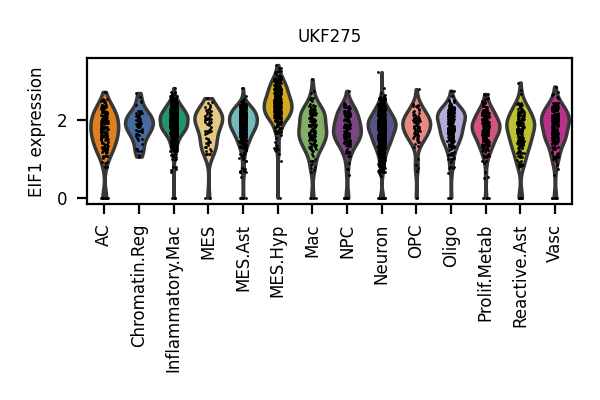 UKF275
EIF1 expression
2
0
AC
Chromatin.Reg
Inflammatory.Mac
MES
MES.Ast
MES.Hyp
Mac
NPC
Neuron
OPC
Oligo
Prolif.Metab
Reactive.Ast
Vasc